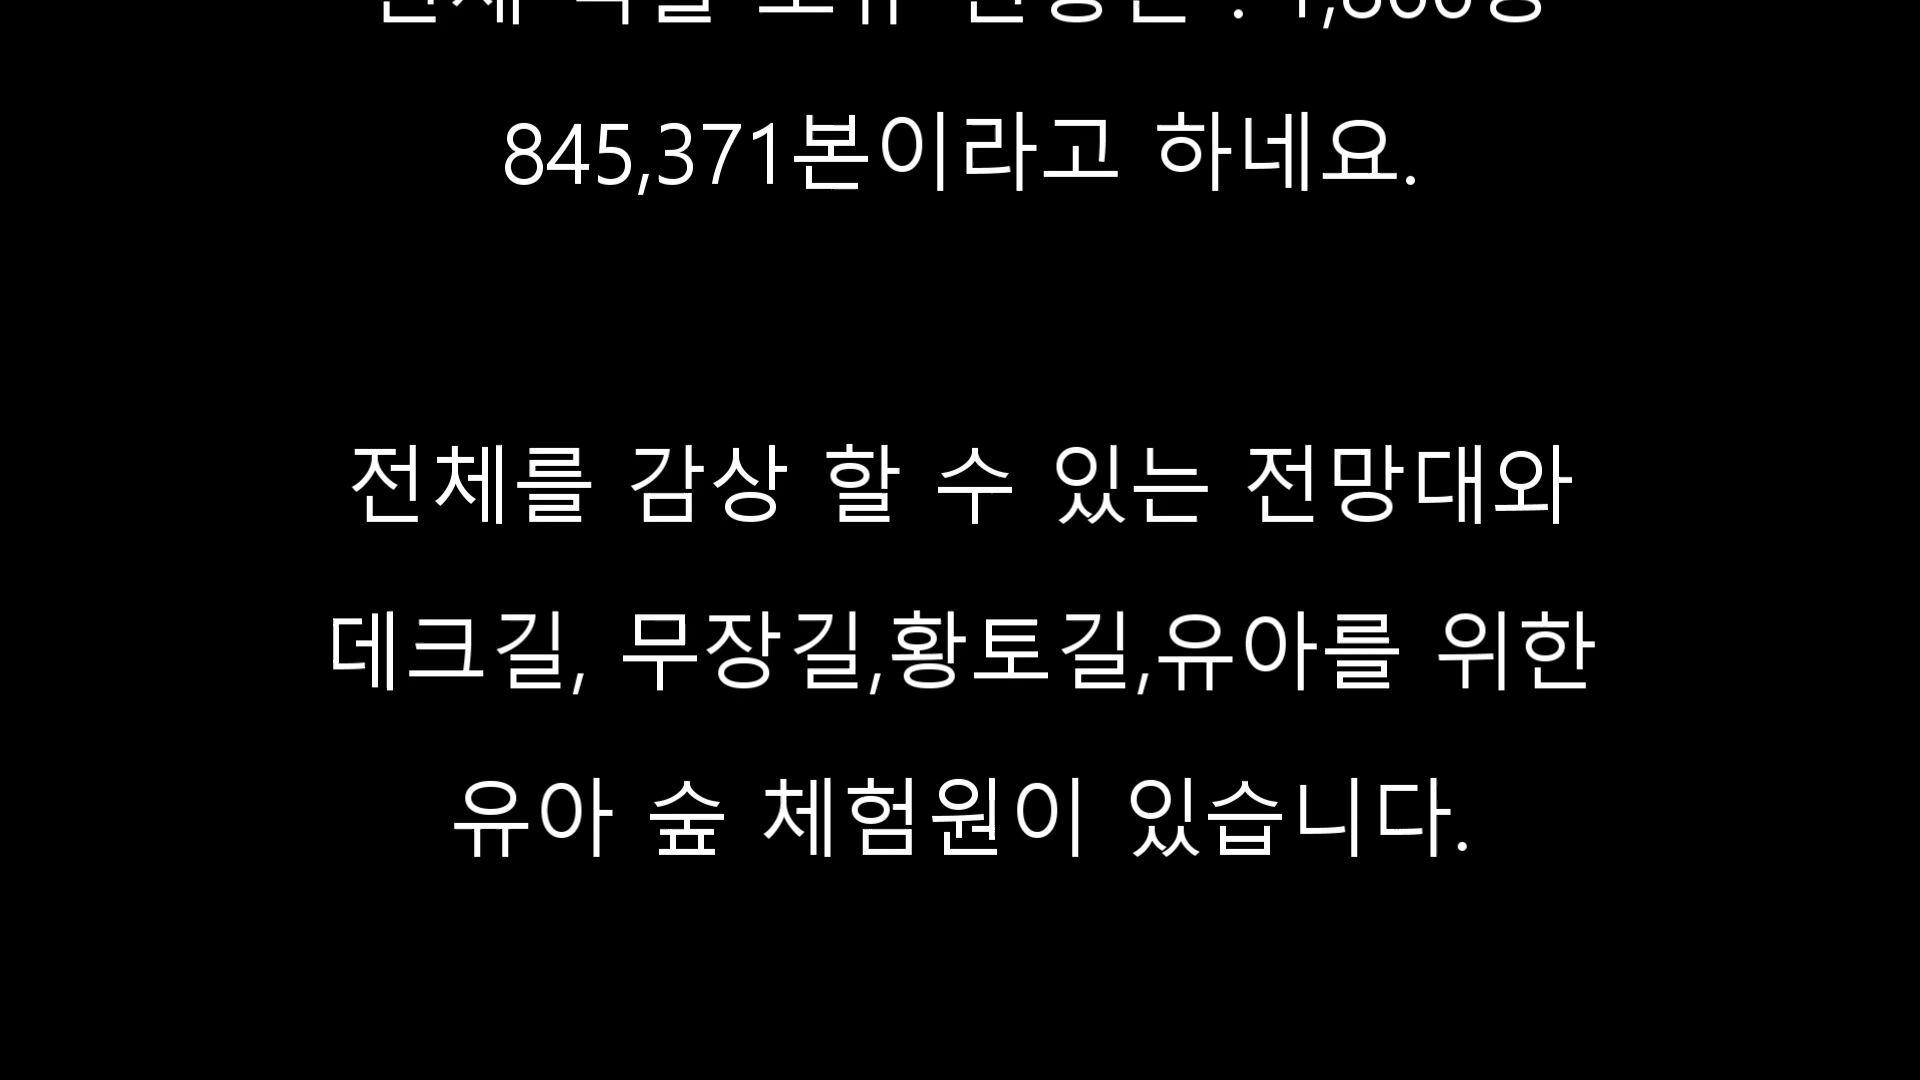 845,371본이라고 하네요.
전체를 감상 할 수 있는 전망대와
데크길, 무장길,황토길,유아를 위한
유아 숲 체험원이 있습니다.